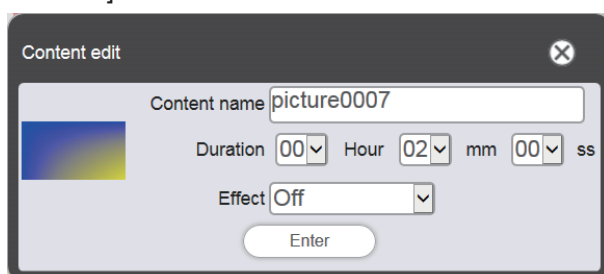 ]
Content edit
Content name picture0007
Duration 00 Hour 02 mm 00 ss
Effect Off
Enter